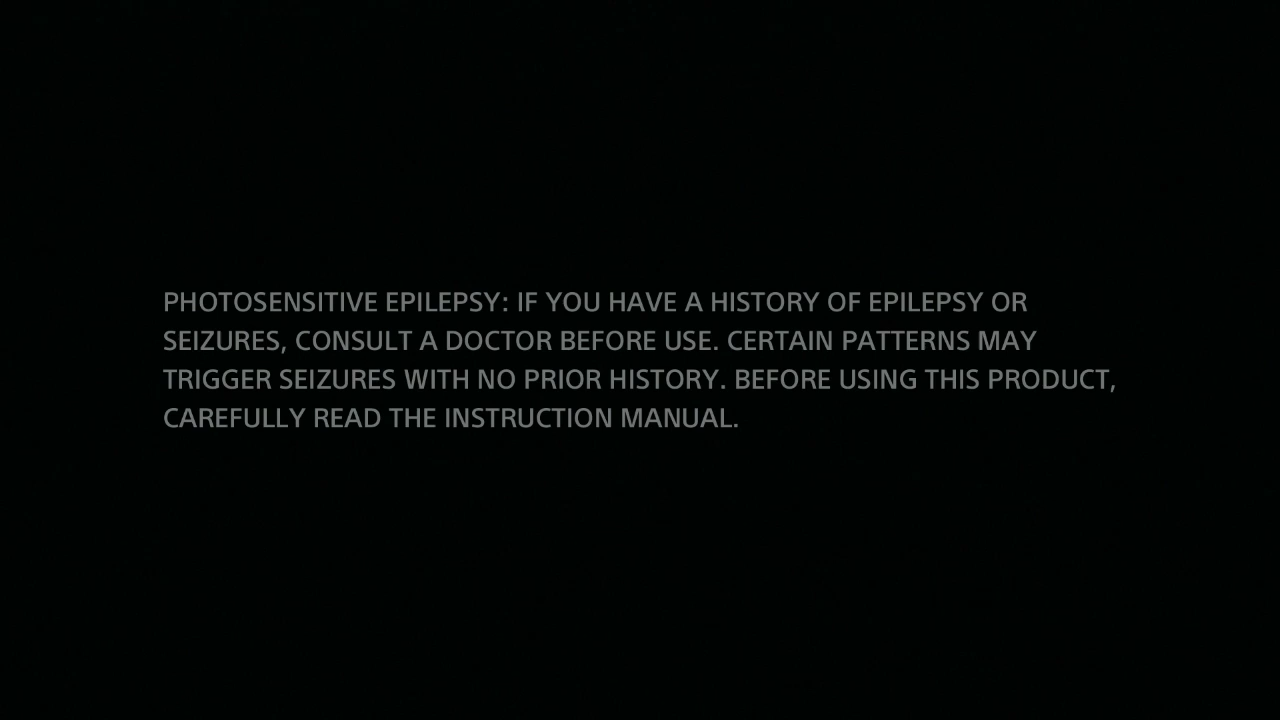 PHOTOSENSITIVE EPILEPSY: IF YOU HAVE A HISTORY OF EPILEPSY OR
SEIZURES, CONSULT A DOCTOR BEFORE USE. CERTAIN PATTERNS MAY
TRIGGER SEIZURES WITH NO PRIOR HISTORY. BEFORE USING THIS PRODUCT,
CAREFULLY READ THE INSTRUCTION MANUAL.